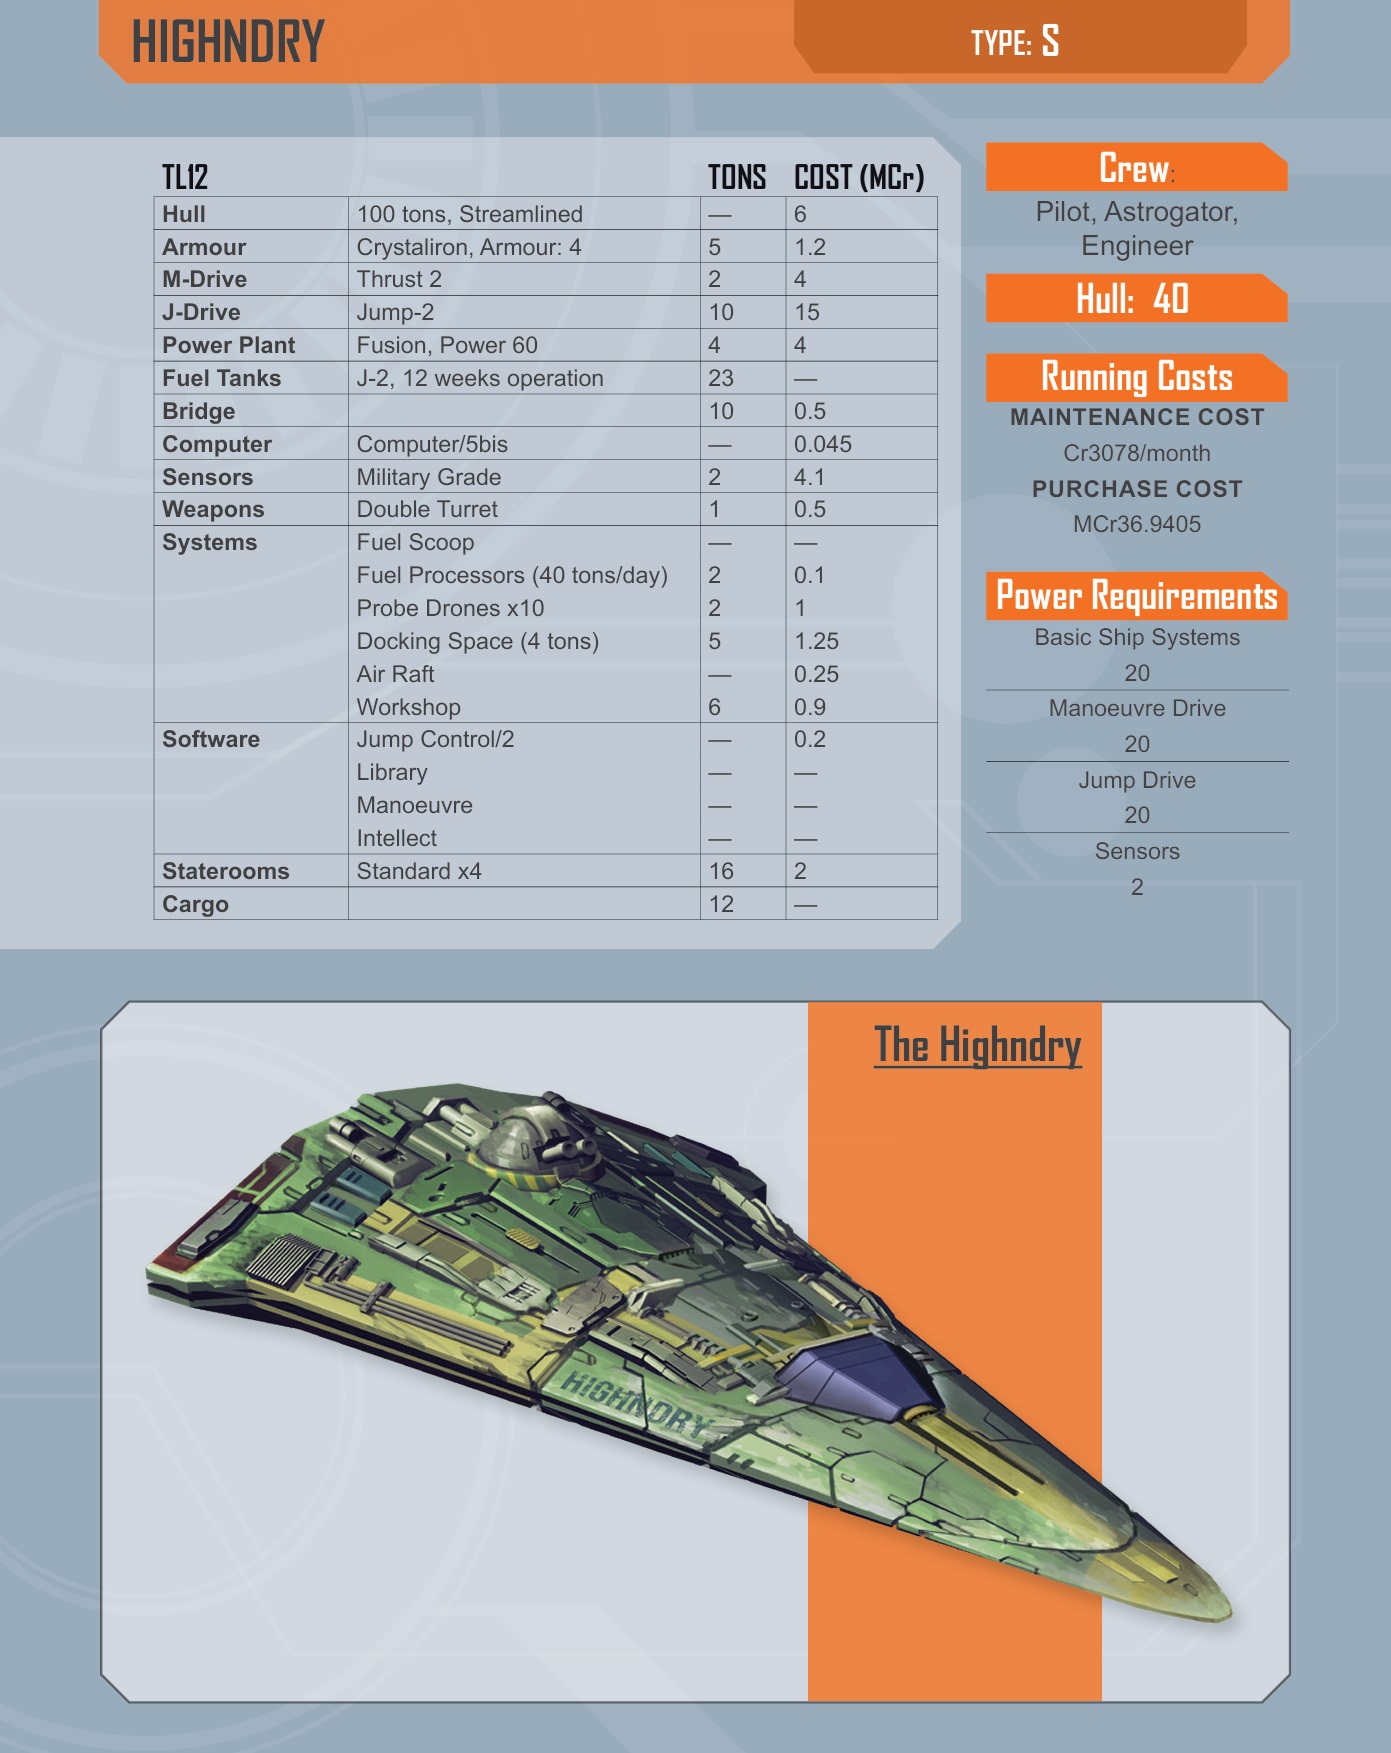 HIGHNDRY
TYPE: S
TL12 TONS COST (MCr)
Hull 100 tons, Streamlined — 6
Armour Crystaliron, Armour: 4 5 1.2
M-Drive Thrust 2 2 4
J-Drive Jump-2 10 15
Power Plant Fusion, Power 60 4 4
Fuel Tanks J-2, 12 weeks operation 23 —
Bridge 10 0.5
Computer Computer/5bis — 0.045
Sensors Military Grade 2 4.1
Weapons Double Turret 1 0.5
Systems Fuel Scoop — —
Fuel Processors (40 tons/day) 2 0.1
Probe Drones x10 2 1
Docking Space (4 tons) 5 1.25
Air Raft — 0.25
Workshop 6 0.9
Software Jump Control/2 — 0.2
Library — —
Manoeuvre — —
Intellect — —
Staterooms Standard x4 16 2
Cargo 12 —
Crew:
Pilot, Astrogator,
Engineer
Hull: 40
Running Costs
MAINTENANCE COST
Cr3078/month
PURCHASE COST
MCr36.9405
Power Requirements
Basic Ship Systems
20
Manoeuvre Drive
20
Jump Drive
20
Sensors
2
The Highndry
HIGHNDRY